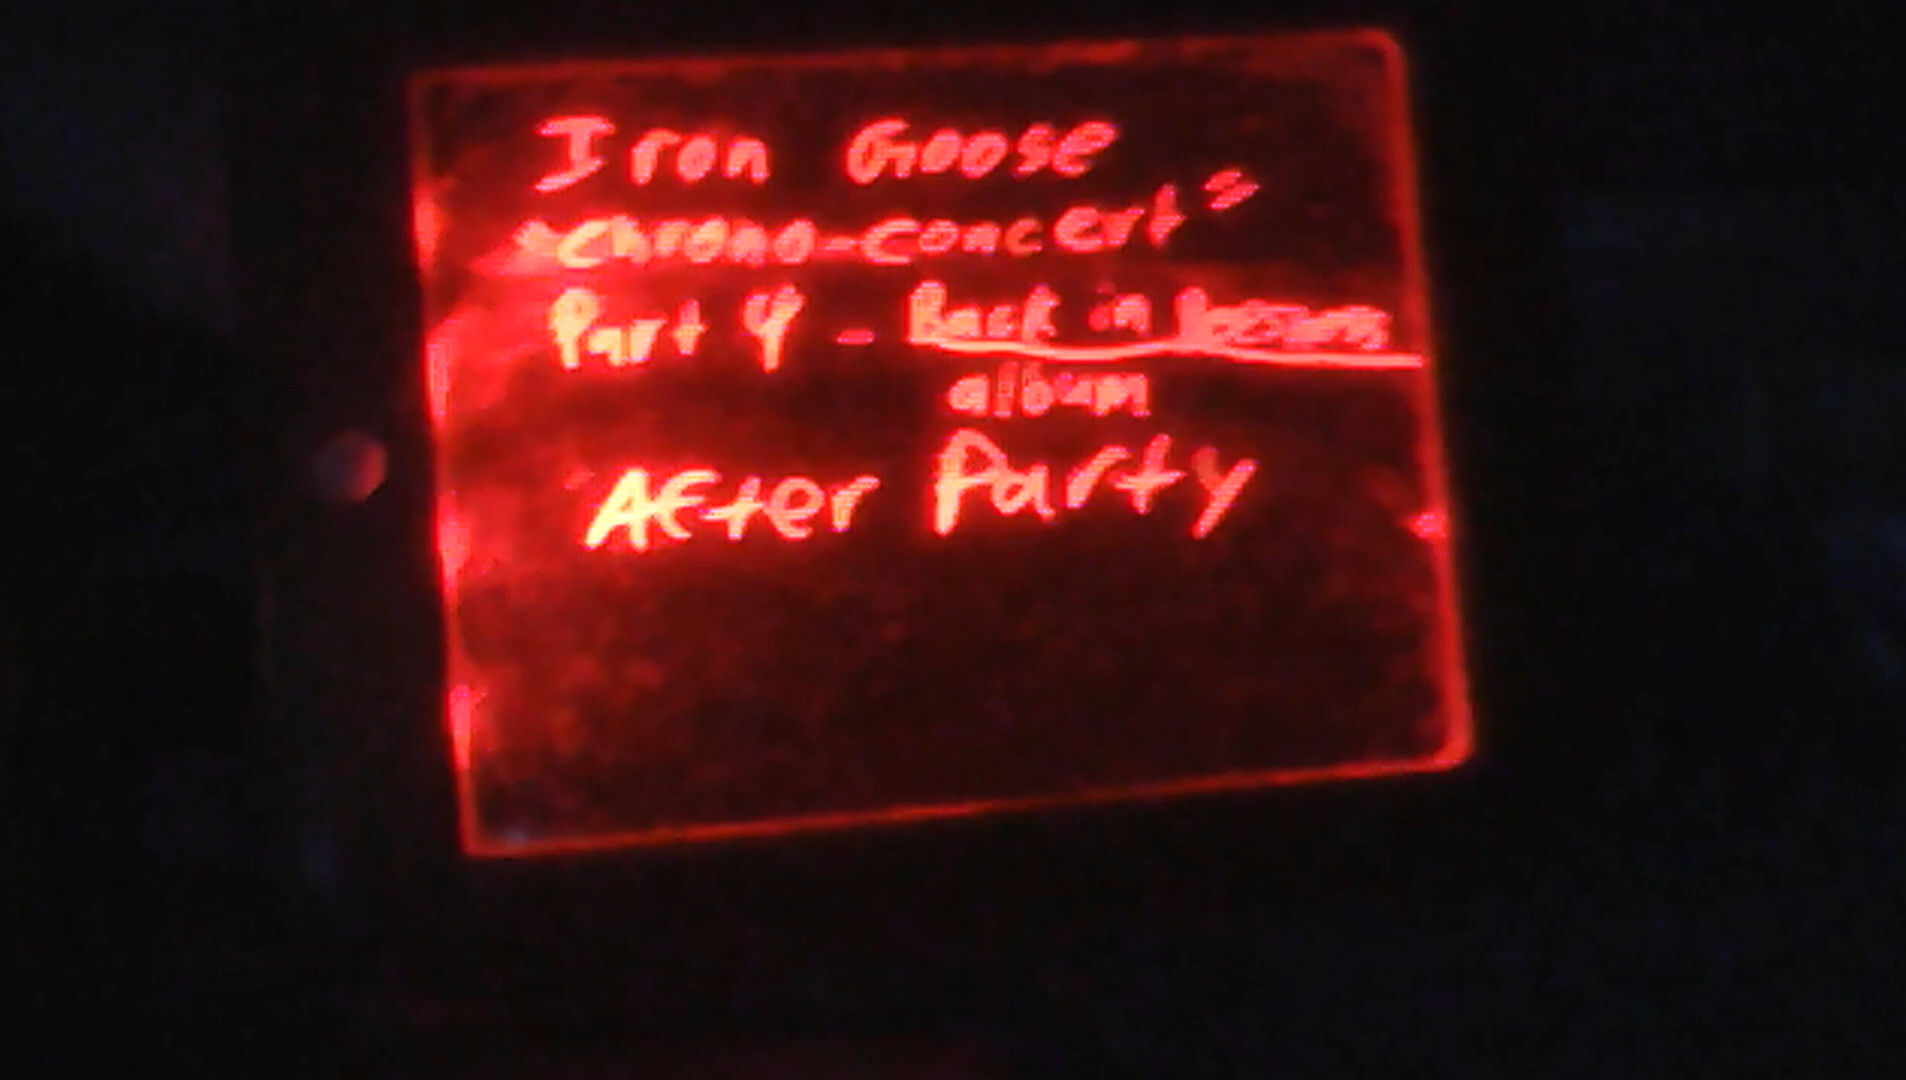 Iron Goose
"Chrono-Concert"
Part 4 - Back in
album
After Party